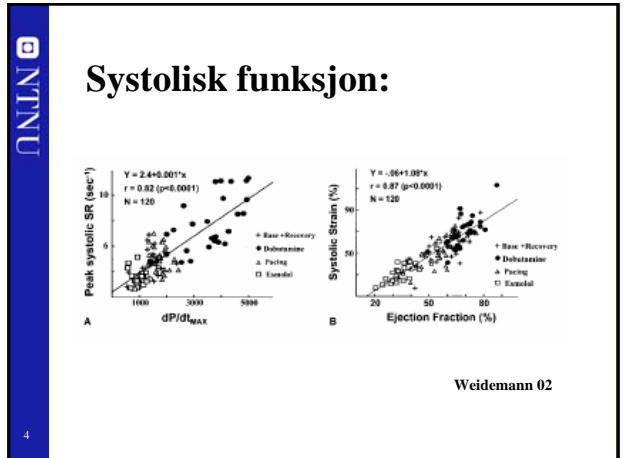 NTNU
Systolisk funksjon:
Y = 2.4+0.001*x
r = 0.82 (p<0.0001)
N = 120
Peak systolic SR (sec⁻¹)
10
6
+ Base +Recovery
● Dobutamine
△ Pacing
□ Esmolol
1000 3000 5000
A dP/dtMAX
Y = -.06+1.08*x
r = 0.87 (p<0.0001)
N = 120
Systolic Strain (%)
90
50
+ Base +Recovery
● Dobutamine
△ Pacing
□ Esmolol
20 50 80
B Ejection Fraction (%)
Weidemann 02
4